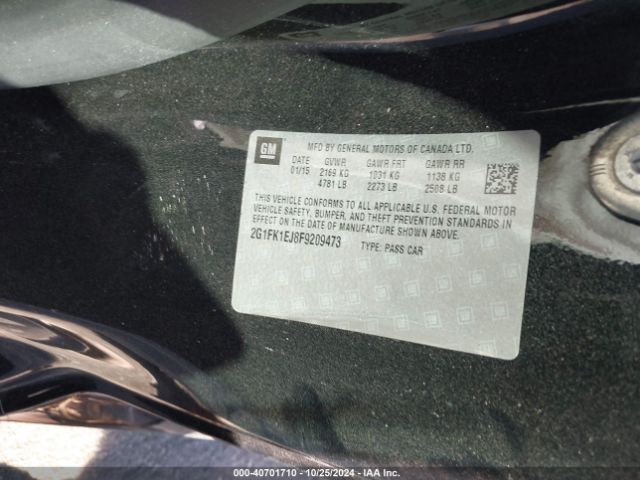 GM
MFD BY GENERAL MOTORS OF CANADA LTD.
DATE GVWR GAWR FRT GAWR RR
01/15 2169 KG 1031 KG 1138 KG
4781 LB 2273 LB 2508 LB
THIS VEHICLE CONFORMS TO ALL APPLICABLE U.S. FEDERAL MOTOR
VEHICLE SAFETY, BUMPER, AND THEFT PREVENTION STANDARDS IN
EFFECT ON THE DATE OF MANUFACTURE SHOWN ABOVE.
2G1FK1EJ8F9209473 TYPE: PASS CAR
000-40701710 - 10/25/2024 - IAA Inc.